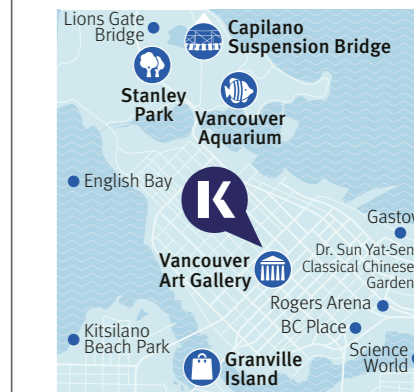 Lions Gate
Bridge
Capilano
Suspension Bridge
Stanley
Park
Vancouver
Aquarium
English Bay
K
Gastow
Vancouver
Art Gallery
Dr. Sun Yat-Sen
Classical Chinese
Garden
Rogers Arena
BC Place
Kitsilano
Beach Park
Granville
Island
Science
World